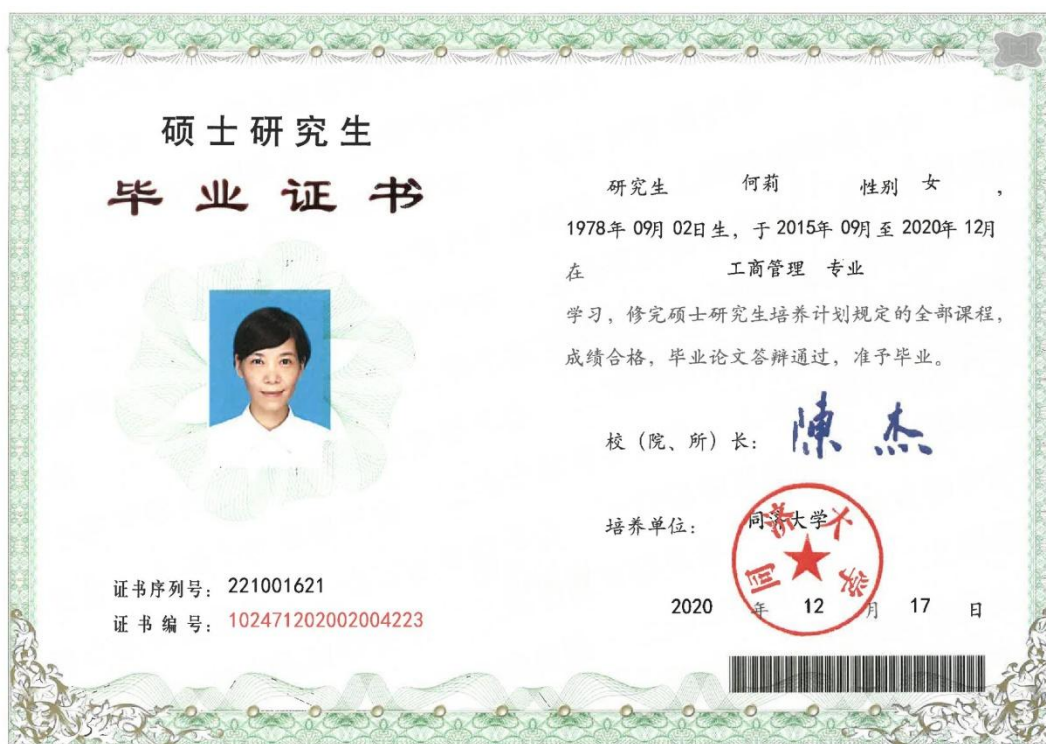 硕士研究生
毕业证书
证书序列号：221001621
证书编号：102471202002004223
研究生 何莉 性别 女 ，
1978年 09月 02日生，于 2015年 09月 至 2020年 12月
在 工商管理 专业
学习，修完硕士研究生培养计划规定的全部课程，
成绩合格，毕业论文答辩通过，准予毕业。
校（院、所）长：陳杰
培养单位：同济大学
同济大学
2020 年 12 月 17 日